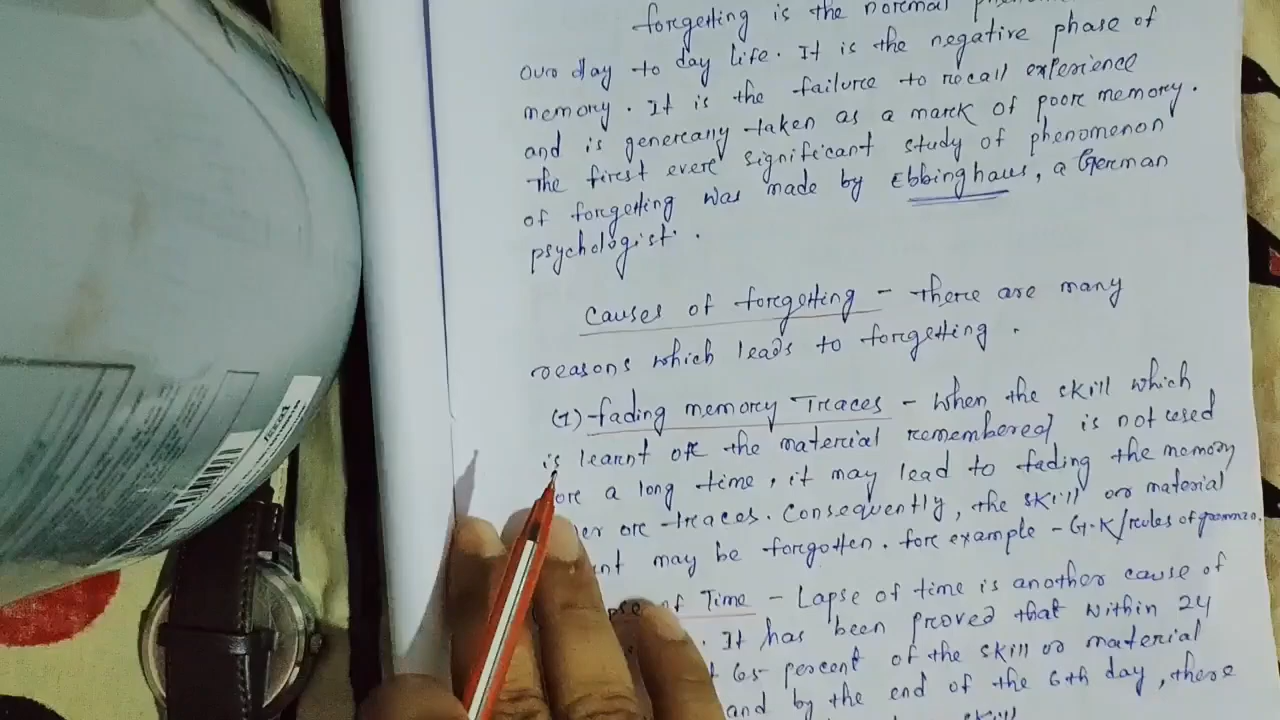 forgetting is the normal
our day to day life. It is the negative phase of
memory. It is the failure to recall experience
and is generally taken as a mark of poor memory.
The first ever significant study of phenomenon
of forgetting was made by Ebbinghaus, a German
psychologist.
Causes of forgetting - There are many
reasons which leads to forgetting.
(1) fading memory Traces - When the skill which
is learnt or the material remembered is not used
a long time, it may lead to fading the memory
or traces. Consequently, the skill or material
may be forgotten. for example - G.K/rules of
of Time - Lapse of time is another cause of
. It has been proved that within 24
65 percent of the skill or material
and by the end of the 6th day, there
skill